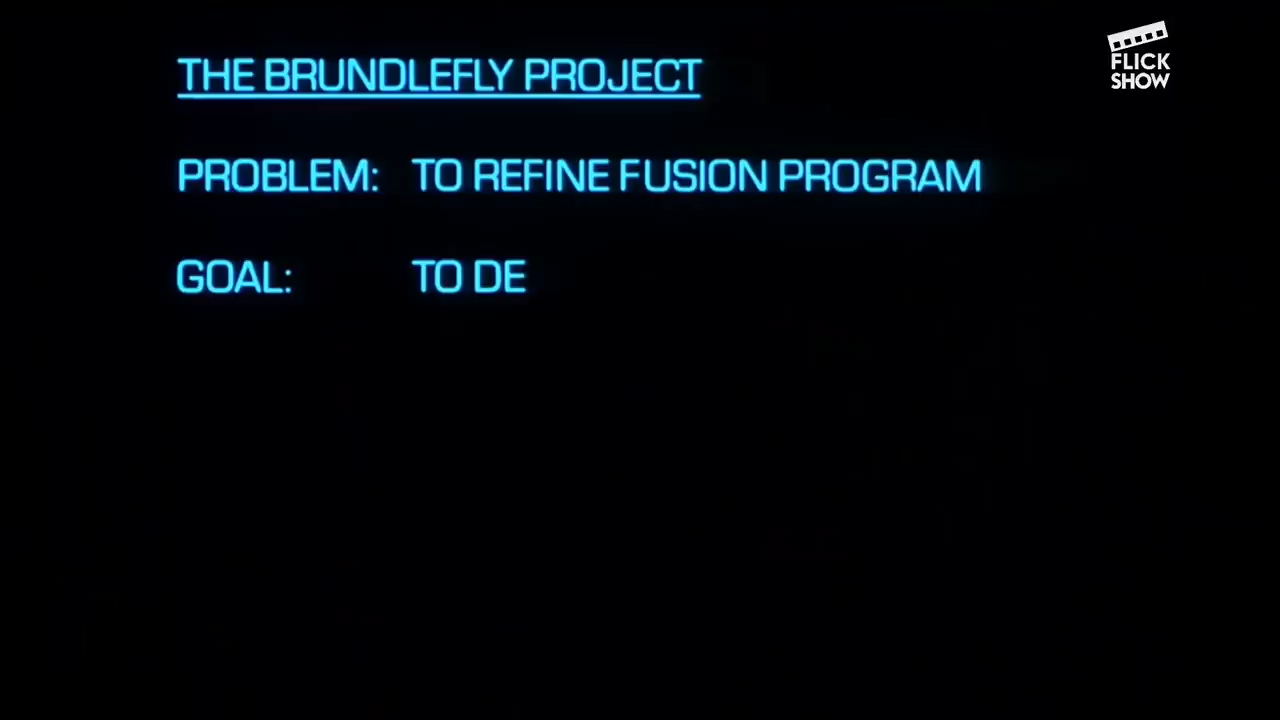 THE BRUNDLEFLY PROJECT
FLICK
SHOW
PROBLEM: TO REFINE FUSION PROGRAM
GOAL: TO DE